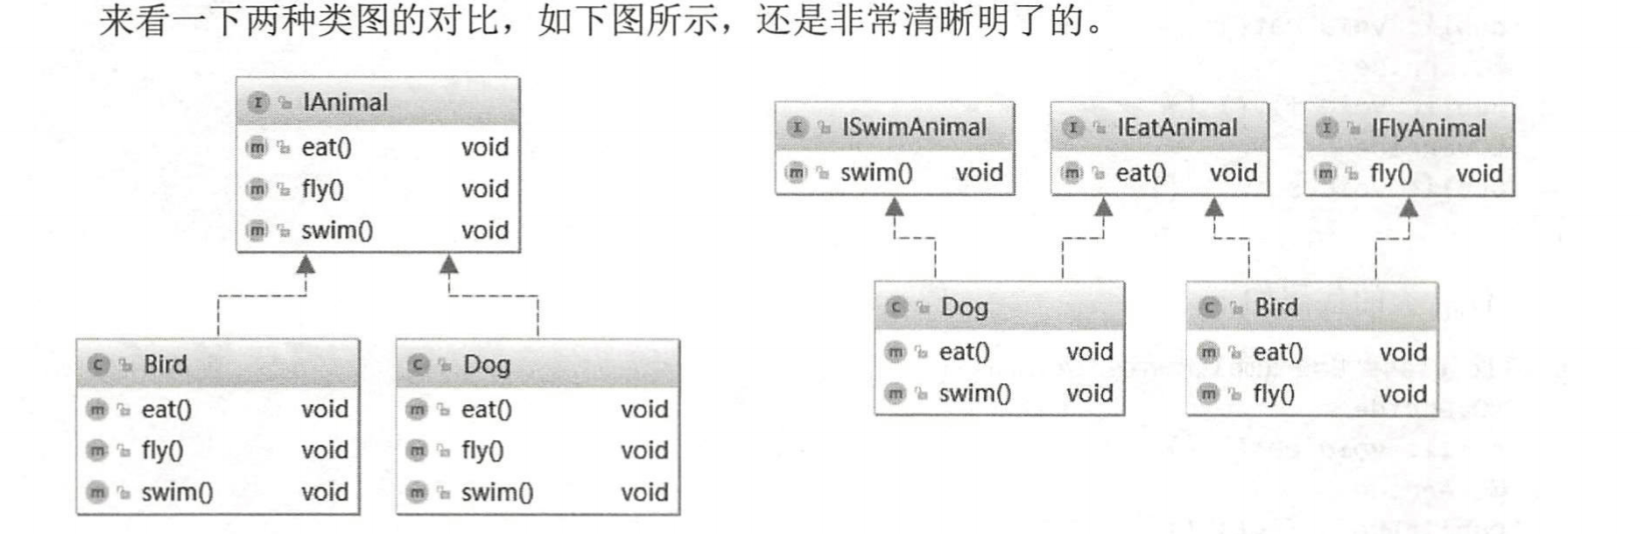 来看一下两种类图的对比，如下图所示，还是非常清晰明了的。
IAnimal
eat() void
fly() void
swim() void
Bird
eat() void
fly() void
swim() void
Dog
eat() void
fly() void
swim() void
ISwimAnimal
swim() void
IEatAnimal
eat() void
IFlyAnimal
fly() void
Dog
eat() void
swim() void
Bird
eat() void
fly() void